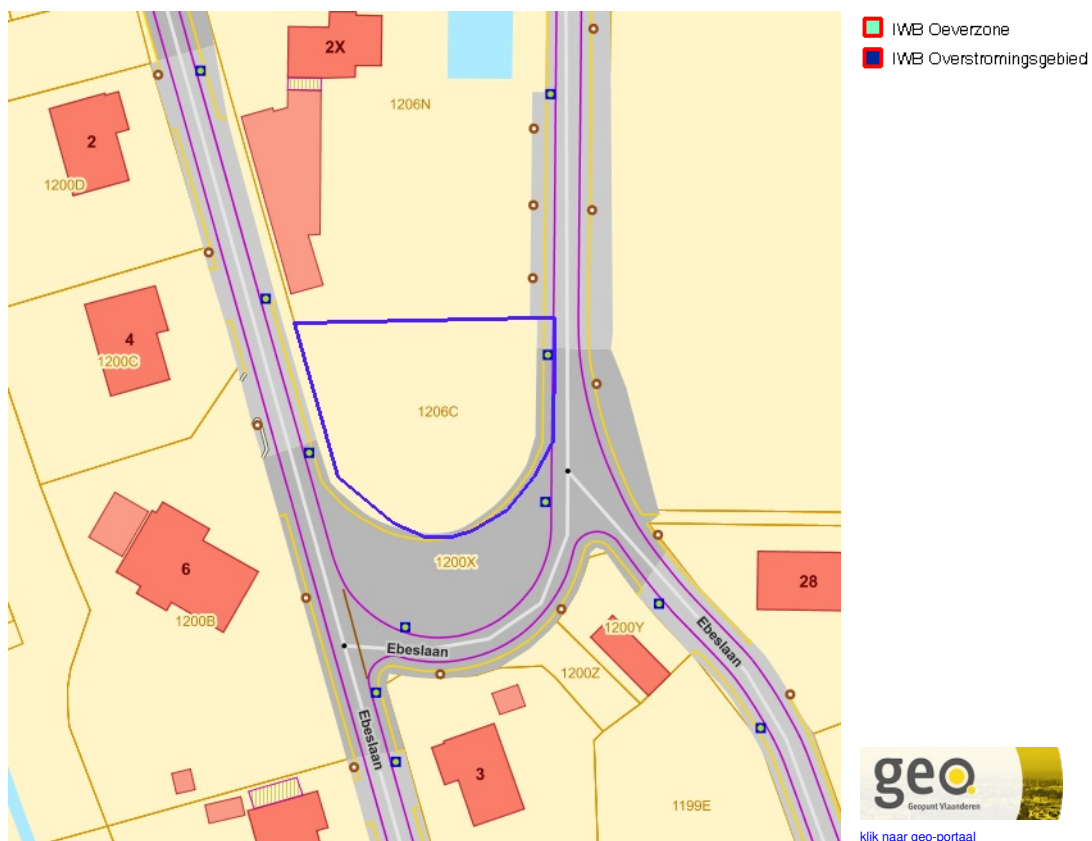 2X
IWB Oeverzone
IWB Overstromingsgebied
1206N
2
1200D
4
1200C
1206C
1200X
6
1200B
28
1200Y
Ebeslaan
Ebeslaan
1200Z
Ebeslaan
3
1199E
geo
Geopunt Vlaanderen
klik naar geo-portaal